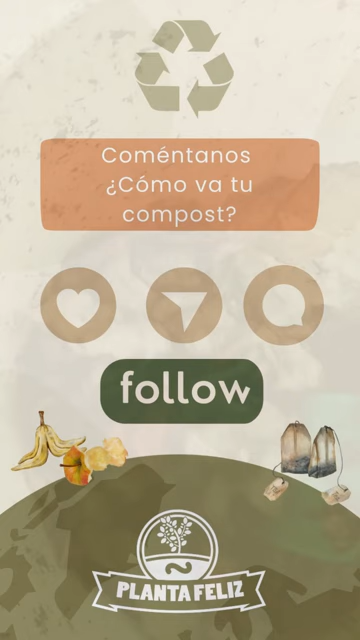 Coméntanos
¿Cómo va tu
compost?
follow
PLANTA FELIZ